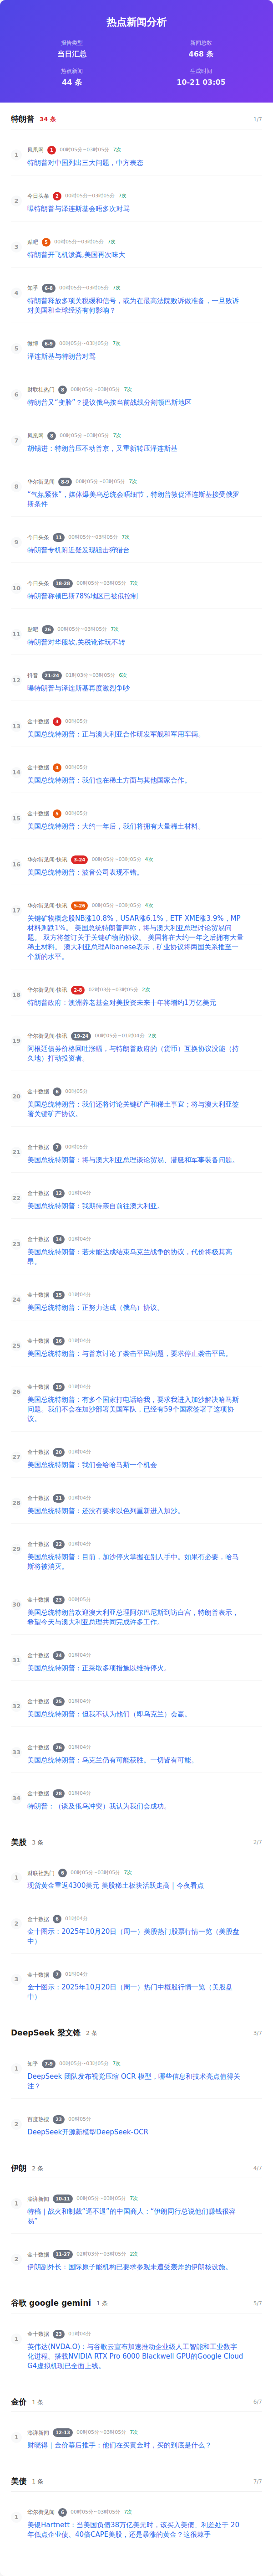 热点新闻分析
报告类型
当日汇总
新闻总数
468 条
热点新闻
44 条
生成时间
10-21 03:05
特朗普 34 条 1/7
1
凤凰网 1 00时05分~03时05分 7次
特朗普对中国列出三大问题，中方表态
2
今日头条 2 00时05分~03时05分 7次
曝特朗普与泽连斯基会晤多次对骂
3
贴吧 5 00时05分~03时05分 7次
特朗普开飞机泼粪,美国再次味大
4
知乎 6-8 00时05分~03时05分 7次
特朗普释放多项关税缓和信号，或为在最高法院败诉做准备，一旦败诉
对美国和全球经济有何影响？
5
微博 6-9 00时05分~03时05分 7次
泽连斯基与特朗普对骂
6
财联社热门 8 00时05分~03时05分 7次
特朗普又“变脸”？提议俄乌按当前战线分割顿巴斯地区
7
凤凰网 8 00时05分~03时05分 7次
胡锡进：特朗普压不动普京，又重新转压泽连斯基
8
华尔街见闻 8-9 00时05分~03时05分 7次
“气氛紧张”，媒体爆美乌总统会晤细节，特朗普敦促泽连斯基接受俄罗
斯条件
9
今日头条 11 00时05分~03时05分 7次
特朗普专机附近疑发现狙击狩猎台
10
今日头条 18-28 00时05分~03时05分 7次
特朗普称顿巴斯78%地区已被俄控制
11
贴吧 26 00时05分~03时05分 7次
特朗普对华服软,关税讹诈玩不转
12
抖音 21-24 01时03分~03时05分 6次
曝特朗普与泽连斯基再度激烈争吵
13
金十数据 3 00时05分
美国总统特朗普：正与澳大利亚合作研发军舰和军用车辆。
14
金十数据 4 00时05分
美国总统特朗普：我们也在稀土方面与其他国家合作。
15
金十数据 5 00时05分
美国总统特朗普：大约一年后，我们将拥有大量稀土材料。
16
华尔街见闻-快讯 3-24 00时05分~03时05分 4次
美国总统特朗普：波音公司表现不错。
17
华尔街见闻-快讯 5-26 00时05分~03时05分 4次
关键矿物概念股NB涨10.8%，USAR涨6.1%，ETF XME涨3.9%，MP
材料则跌1%。 美国总统特朗普声称，将与澳大利亚总理讨论贸易问
题。 双方将签订关于关键矿物的协议。 美国将在大约一年之后拥有大量
稀土材料。 澳大利亚总理Albanese表示，矿业协议将两国关系推至一
个新的水平。
18
华尔街见闻-快讯 2-8 02时03分~03时05分 2次
特朗普政府：澳洲养老基金对美投资未来十年将增约1万亿美元
19
华尔街见闻-快讯 19-24 00时05分~01时04分 2次
阿根廷债券价格回吐涨幅，与特朗普政府的（货币）互换协议没能（持
久地）打动投资者。
20
金十数据 6 00时05分
美国总统特朗普：我们还将讨论关键矿产和稀土事宜；将与澳大利亚签
署关键矿产协议。
21
金十数据 7 00时05分
美国总统特朗普：将与澳大利亚总理谈论贸易、潜艇和军事装备问题。
22
金十数据 12 01时04分
美国总统特朗普：我期待亲自前往澳大利亚。
23
金十数据 14 01时04分
美国总统特朗普：若未能达成结束乌克兰战争的协议，代价将极其高
昂。
24
金十数据 15 01时04分
美国总统特朗普：正努力达成（俄乌）协议。
25
金十数据 16 01时04分
美国总统特朗普：与普京讨论了袭击平民问题，要求停止袭击平民。
26
金十数据 18 01时04分
美国总统特朗普：有多个国家打电话给我，要求我进入加沙解决哈马斯
问题。我们不会在加沙部署美国军队，已经有59个国家签署了这项协
议。
27
金十数据 20 01时04分
美国总统特朗普：我们会给哈马斯一个机会
28
金十数据 21 01时04分
美国总统特朗普：还没有要求以色列重新进入加沙。
29
金十数据 22 01时04分
美国总统特朗普：目前，加沙停火掌握在别人手中。如果有必要，哈马
斯将被消灭。
30
金十数据 23 00时05分
美国总统特朗普欢迎澳大利亚总理阿尔巴尼斯到访白宫，特朗普表示，
希望今天与澳大利亚总理共同完成许多工作。
31
金十数据 24 01时04分
美国总统特朗普：正采取多项措施以维持停火。
32
金十数据 25 01时04分
美国总统特朗普：但我不认为他们（即乌克兰）会赢。
33
金十数据 26 01时04分
美国总统特朗普：乌克兰仍有可能获胜。一切皆有可能。
34
金十数据 28 01时04分
特朗普：（谈及俄乌冲突）我认为我们会成功。
美股 3 条 2/7
1
财联社热门 6 00时05分~03时05分 7次
现货黄金重返4300美元 美股稀土板块活跃走高 | 今夜看点
2
金十数据 6 01时04分
金十图示：2025年10月20日（周一）美股热门股票行情一览（美股盘
中）
3
金十数据 7 01时04分
金十图示：2025年10月20日（周一）热门中概股行情一览（美股盘
中）
DeepSeek 梁文锋 2 条 3/7
1
知乎 7-9 00时05分~03时05分 7次
DeepSeek 团队发布视觉压缩 OCR 模型，哪些信息和技术亮点值得关
注？
2
百度热搜 23 00时05分
DeepSeek开源新模型DeepSeek-OCR
伊朗 2 条 4/7
1
澎湃新闻 10-11 00时05分~03时05分 7次
特稿｜战火和制裁“逼不退”的中国商人：“伊朗同行总说他们赚钱很容
易”
2
金十数据 11-27 02时03分~03时05分 2次
伊朗副外长：国际原子能机构已要求参观未遭受轰炸的伊朗核设施。
谷歌 google gemini 1 条 5/7
1
金十数据 23 01时04分
英伟达(NVDA.O)：与谷歌云宣布加速推动企业级人工智能和工业数字
化进程。搭载NVIDIA RTX Pro 6000 Blackwell GPU的Google Cloud
G4虚拟机现已全面上线。
金价 1 条 6/7
1
澎湃新闻 12-13 00时05分~03时05分 7次
财晓得｜金价幕后推手：他们在买黄金时，买的到底是什么？
美债 1 条 7/7
1
华尔街见闻 6 00时05分~03时05分 7次
美银Hartnett：当美国负债38万亿美元时，该买入美债、利差处于 20
年低点企业债、40倍CAPE美股，还是暴涨的黄金？这很棘手